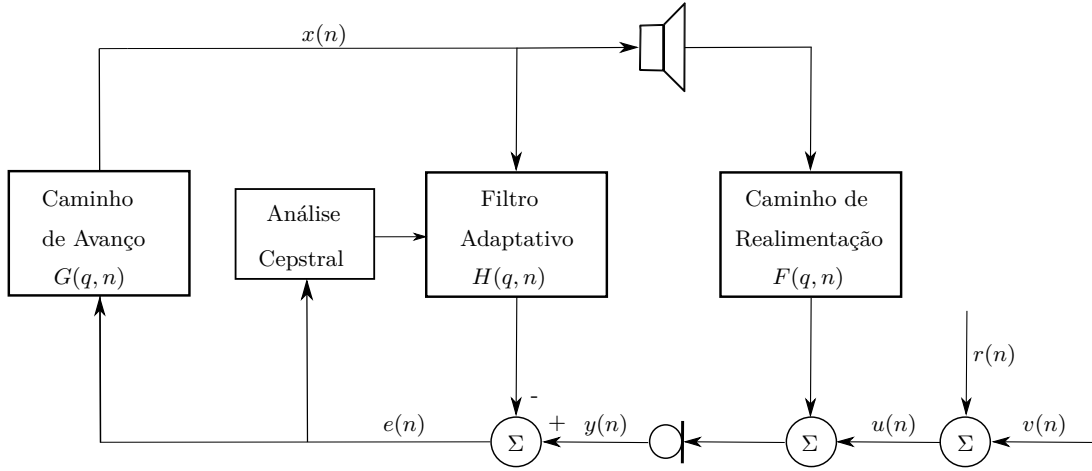 x(n)
Caminho
de Avanço
G(q, n)
Análise
Cepstral
Filtro
Adaptativo
H(q, n)
Caminho de
Realimentação
F(q, n)
r(n)
-
e(n)
Σ
+
y(n)
Σ
u(n)
Σ
v(n)